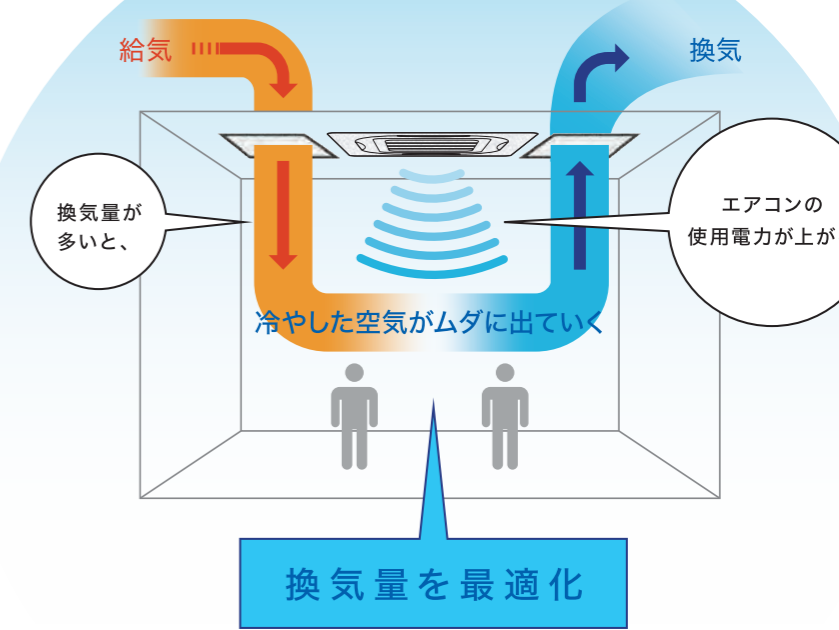 給気
換気
換気量が
多いと、
エアコンの
使用電力が上が
冷やした空気がムダに出ていく
換気量を最適化